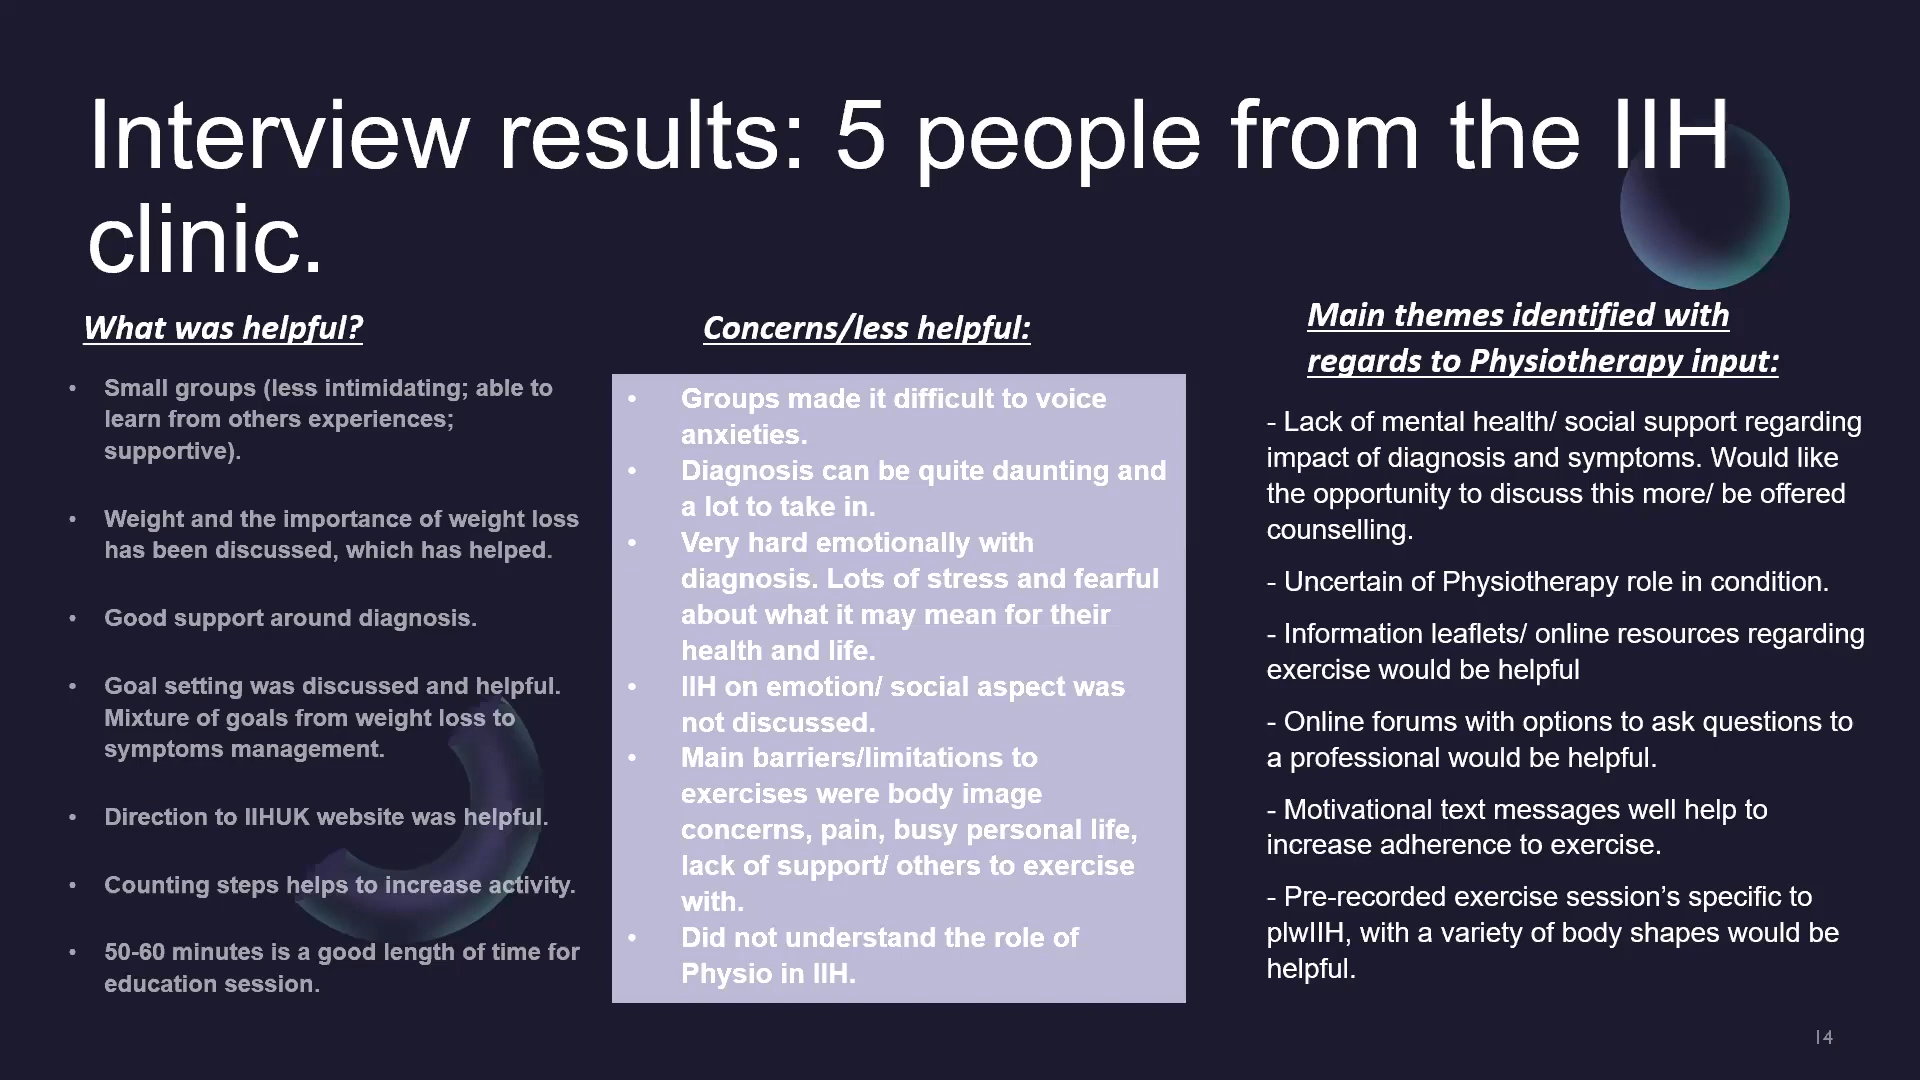 Interview results: 5 people from the IIH
clinic.
What was helpful?
• Small groups (less intimidating; able to
learn from others experiences;
supportive).
• Weight and the importance of weight loss
has been discussed, which has helped.
• Good support around diagnosis.
• Goal setting was discussed and helpful.
Mixture of goals from weight loss to
symptoms management.
• Direction to IIHUK website was helpful.
• Counting steps helps to increase activity.
• 50-60 minutes is a good length of time for
education session.
Concerns/less helpful:
• Groups made it difficult to voice
anxieties.
• Diagnosis can be quite daunting and
a lot to take in.
• Very hard emotionally with
diagnosis. Lots of stress and fearful
about what it may mean for their
health and life.
• IIH on emotion/ social aspect was
not discussed.
• Main barriers/limitations to
exercises were body image
concerns, pain, busy personal life,
lack of support/ others to exercise
with.
• Did not understand the role of
Physio in IIH.
Main themes identified with
regards to Physiotherapy input:
- Lack of mental health/ social support regarding
impact of diagnosis and symptoms. Would like
the opportunity to discuss this more/ be offered
counselling.
- Uncertain of Physiotherapy role in condition.
- Information leaflets/ online resources regarding
exercise would be helpful
- Online forums with options to ask questions to
a professional would be helpful.
- Motivational text messages well help to
increase adherence to exercise.
- Pre-recorded exercise session’s specific to
plwIIH, with a variety of body shapes would be
helpful.
14